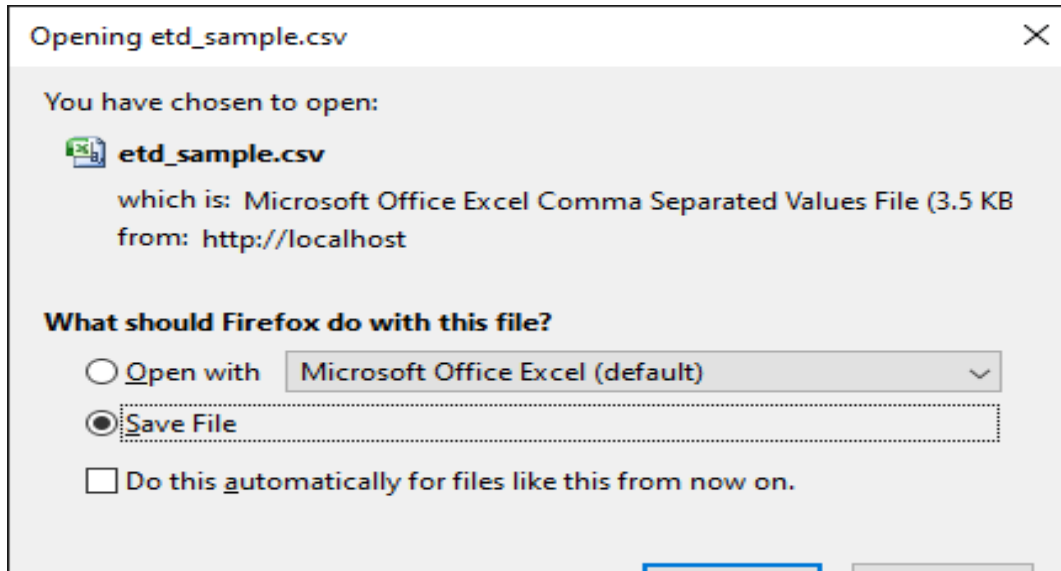 Opening etd_sample.csv
You have chosen to open:
etd_sample.csv
which is: Microsoft Office Excel Comma Separated Values File (3.5 KB
from: http://localhost
What should Firefox do with this file?
Open with Microsoft Office Excel (default)
Save File
Do this automatically for files like this from now on.